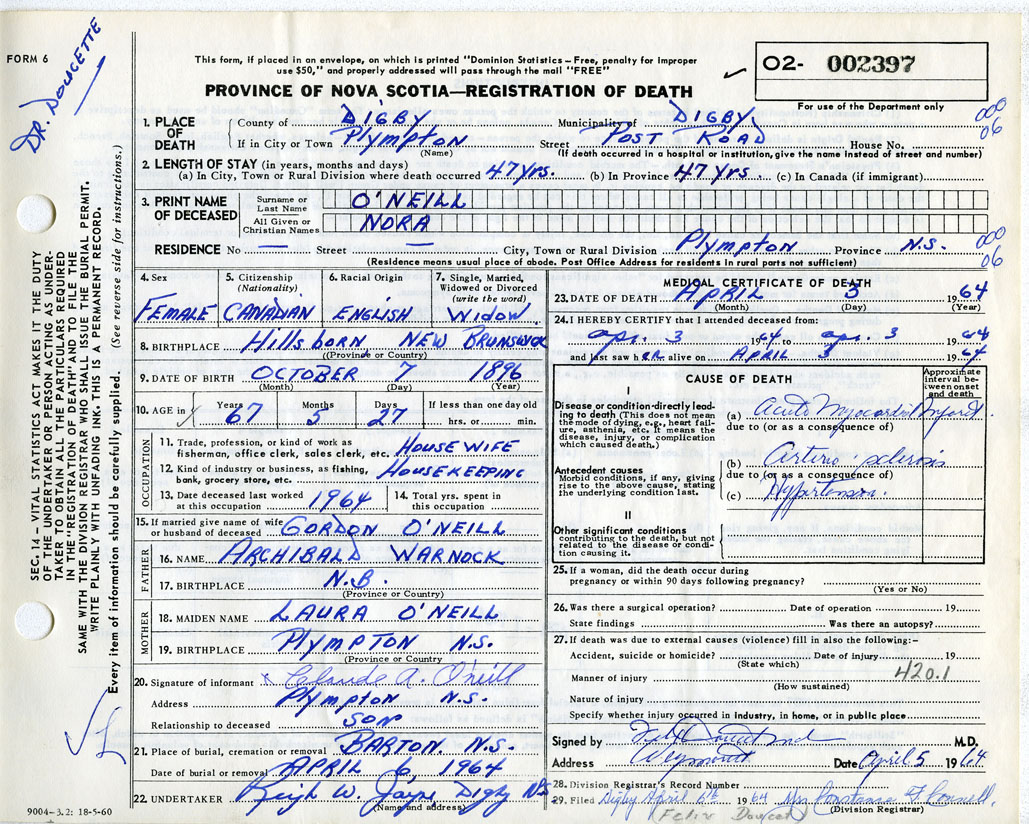 FORM 6
DR. DOUCETTE
This form, if placed in an envelope, on which is printed "Dominion Statistics – Free, penalty for improper
use $50," and properly addressed will pass through the mail "FREE"
O2- 002397
PROVINCE OF NOVA SCOTIA—REGISTRATION OF DEATH
For use of the Department only
1. PLACE OF DEATH County of DIGBY Municipality of DIGBY 000
If in City or Town Plympton Street POST ROAD House No. 06
(Name) (If death occurred in a hospital or institution, give the name instead of street and number)
2. LENGTH OF STAY (in years, months and days)
(a) In City, Town or Rural Division where death occurred 47 yrs. (b) In Province 47 yrs. (c) In Canada (if immigrant)
3. PRINT NAME OF DECEASED Surname or Last Name O'NEILL
All Given or Christian Names NORA
RESIDENCE No — Street — City, Town or Rural Division Plympton Province N.S. 000
(Residence means usual place of abode. Post Office Address for residents in rural parts not sufficient) 06
4. Sex 5. Citizenship (Nationality) 6. Racial Origin 7. Single, Married, Widowed or Divorced (write the word)
FEMALE CANADIAN ENGLISH WIDOW
8. BIRTHPLACE Hillsborn NEW BRUNSWICK
(Province or Country)
9. DATE OF BIRTH OCTOBER 7 1896
(Month) (Day) (Year)
10. AGE in Years Months Days If less than one day old
67 5 27 hrs. or min.
OCCUPATION
11. Trade, profession, or kind of work as
fisherman, office clerk, sales clerk, etc. HOUSEWIFE
12. Kind of industry or business, as fishing,
bank, grocery store, etc. HOUSEKEEPING
13. Date deceased last worked at this occupation 1964 14. Total yrs. spent in this occupation
15. If married give name of wife
or husband of deceased GORDON O'NEILL
FATHER
16. NAME ARCHIBALD WARNOCK
17. BIRTHPLACE N.B.
(Province or Country)
MOTHER
18. MAIDEN NAME LAURA O'NEILL
19. BIRTHPLACE PLYMPTON N.S.
(Province or Country
20. Signature of informant x Claude A. O'neill
Address Plympton N.S.
Relationship to deceased SON
21. Place of burial, cremation or removal BARTON N.S.
Date of burial or removal APRIL 6, 1964
22. UNDERTAKER W. Jayne Digby NS
(Name and address)
9004-3.2: 18-5-60
MEDICAL CERTIFICATE OF DEATH
23. DATE OF DEATH APRIL 3 1964
(Month) (Day) (Year)
24. I HEREBY CERTIFY that I attended deceased from:
apr. 3 1964 to apr. 3 1964
and last saw her alive on APRIL 3 1964
CAUSE OF DEATH
Approximate interval between onset and death
I
Disease or condition directly leading to death (This does not mean the mode of dying, e.g., heart failure, asthenia, etc. It means the disease, injury, or complication which caused death.)
(a) Acute
due to (or as a consequence of)
(b) Arterio sclerosis
due to (or as a consequence of)
Antecedent causes
Morbid conditions, if any, giving rise to the above cause, stating the underlying condition last.
(c) Hypertension.
II
Other significant conditions
contributing to the death, but not related to the disease or condition causing it.
25. If a woman, did the death occur during
pregnancy or within 90 days following pregnancy?
(Yes or No)
26. Was there a surgical operation? Date of operation 19
State findings Was there an autopsy?
27. If death was due to external causes (violence) fill in also the following:-
Accident, suicide or homicide? Date of injury 19
(State which)
Manner of injury 420.1
(How sustained)
Nature of injury
Specify whether injury occurred in industry, in home, or in public place
Signed by M.D.
Address Weymouth Date April 5 1964
28. Division Registrar's Record Number
29. Filed Digby April 6th 1964 Mrs Constance
Felix Doucet (Division Registrar)
SEC. 14 – VITAL STATISTICS ACT MAKES IT THE DUTY
OF THE UNDERTAKER OR PERSON ACTING AS UNDER-
TAKER TO OBTAIN ALL THE PARTICULARS REQUIRED
IN THE "REGISTRATION OF DEATH" AND TO FILE THE
SAME WITH THE DIVISION REGISTRAR WHO SHALL ISSUE THE BURIAL PERMIT.
WRITE PLAINLY WITH UNFADING INK. THIS IS A PERMANENT RECORD.
Every item of information should be carefully supplied. (See reverse side for instructions.)